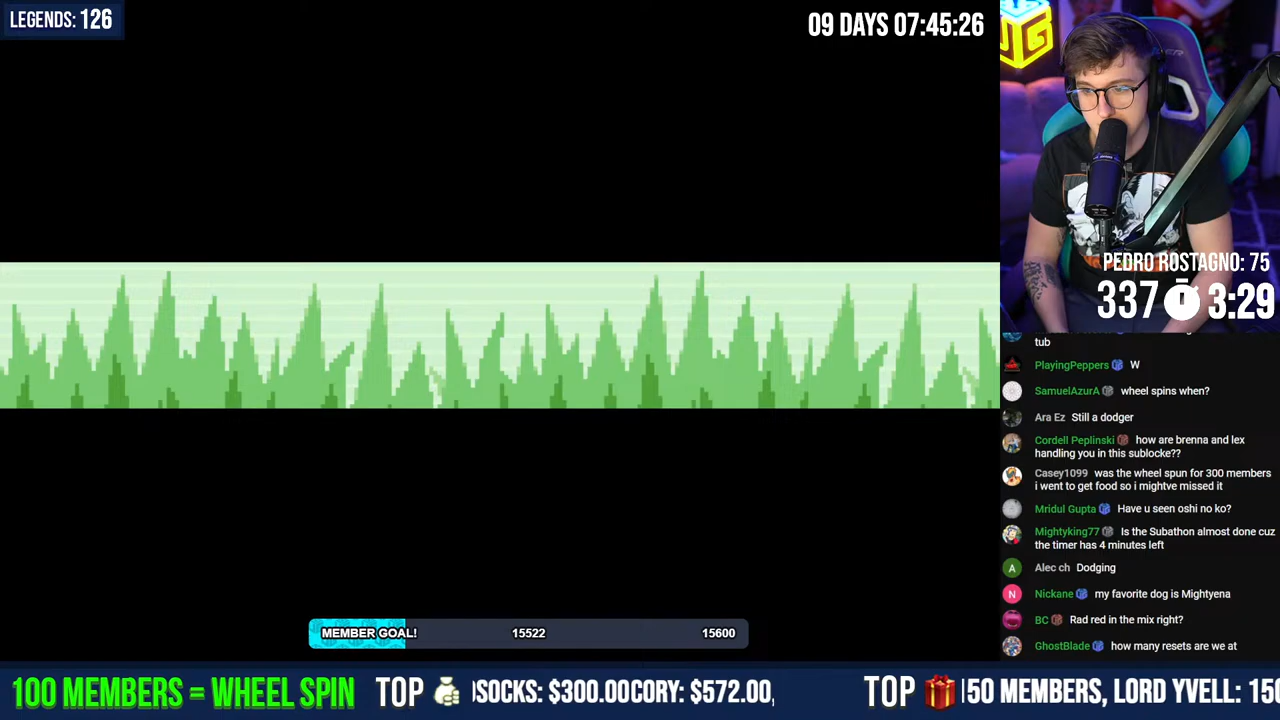 LEGENDS: 126
09 DAYS 07:45:26
PEDRO ROSTAGNO: 75
337 3:29
tub
PlayingPeppers W
SamuelAzurA wheel spins when?
Ara Ez Still a dodger
Cordell Peplinski how are brenna and lex
handling you in this sublocke??
Casey1099 was the wheel spun for 300 members
i went to get food so i mightve missed it
Mridul Gupta Have u seen oshi no ko?
Mightyking77 Is the Subathon almost done cuz
the timer has 4 minutes left
A Alec ch Dodging
N Nickane my favorite dog is Mightyena
BC Rad red in the mix right?
GhostBlade how many resets are we at
MEMBER GOAL! 15522 15600
100 MEMBERS = WHEEL SPIN TOP SOCKS: $300.00CORY: $572.00, TOP 50 MEMBERS, LORD YVELL: 150